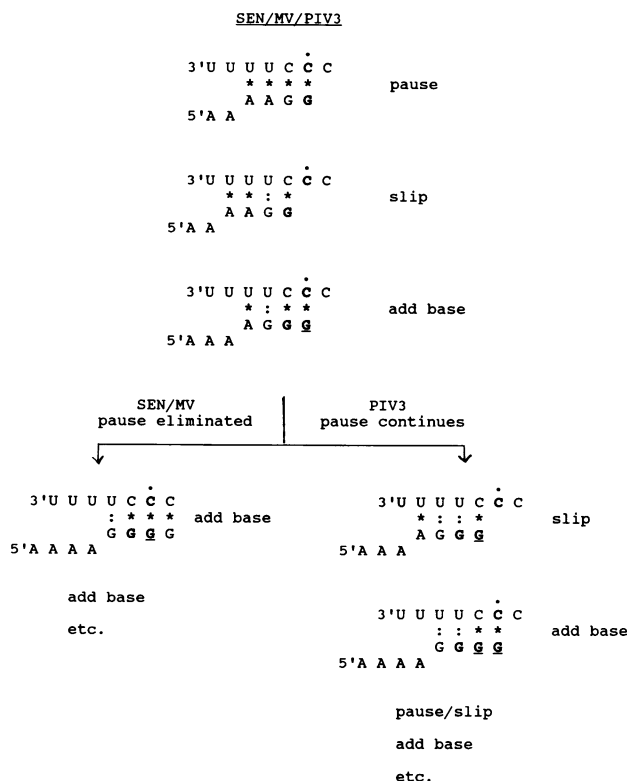 SEN/MV/PIV3
•
3'U U U U C C C
* * * *
pause
A A G G
5'A A
•
3'U U U U C C C
* * : *
slip
A A G G
5'A A
•
3'U U U U C C C
* : * *
add base
A G G G
5'A A A
SEN/MV
pause eliminated
PIV3
pause continues
•
3'U U U U C C C
: * * *
add base
G G G G
5'A A A A
add base
etc.
•
3'U U U U C C C
* : : *
slip
A G G G
5'A A A
•
3'U U U U C C C
: : * *
add base
G G G G
5'A A A A
pause/slip
add base
etc.